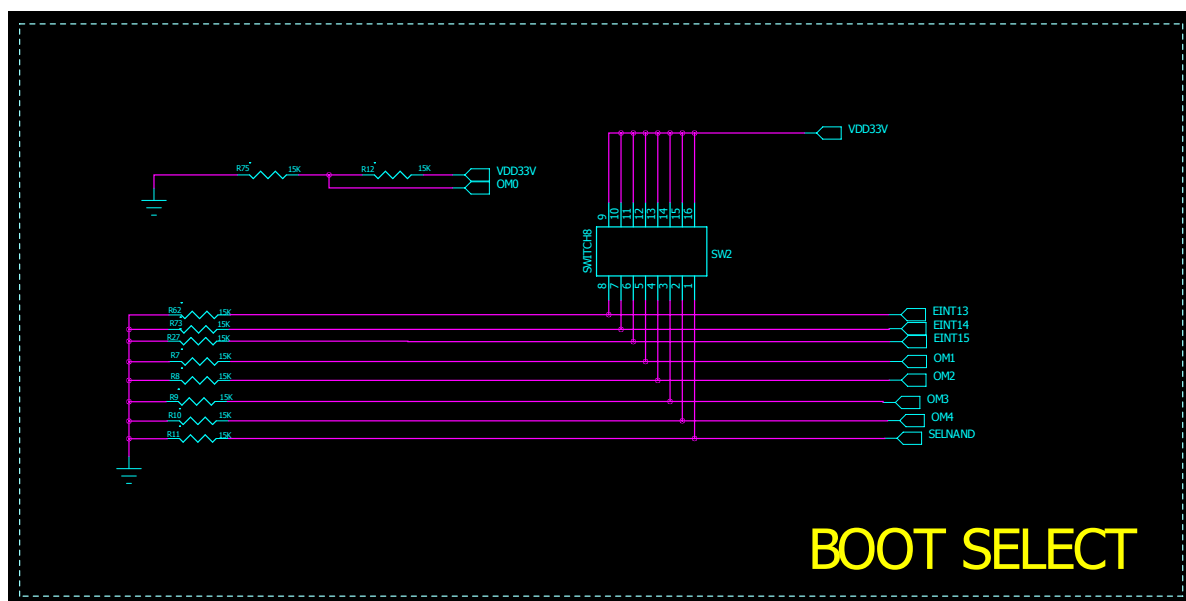 VDD33V
R75 15K R12 15K VDD33V
OM0
9 10 11 12 13 14 15 16
SWITCH8 SW2
8 7 6 5 4 3 2 1
R62 15K EINT13
R73 15K EINT14
R27 15K EINT15
R7 15K OM1
R8 15K OM2
R9 15K OM3
R10 15K OM4
R11 15K SELNAND
BOOT SELECT